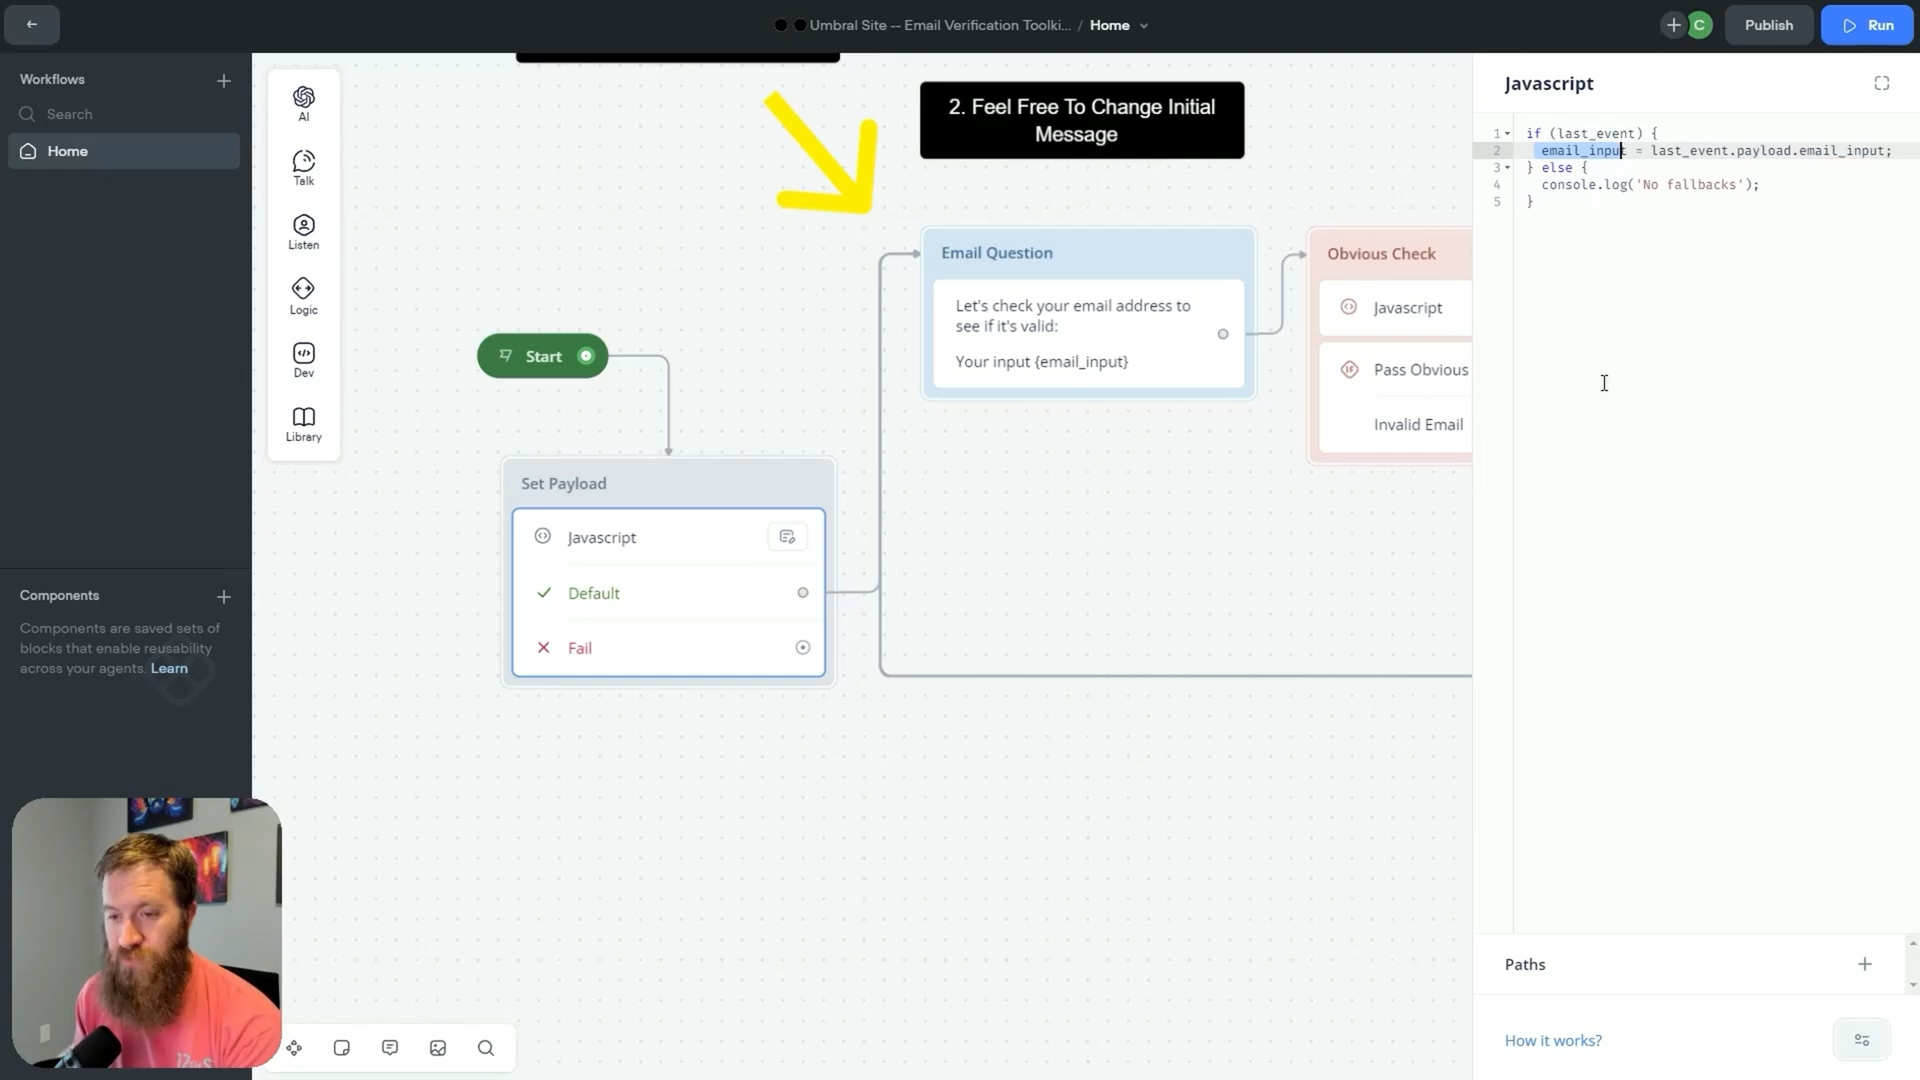 Umbral Site -- Email Verification Toolki... / Home
C
Publish
Run
Workflows
Search
Home
AI
Talk
Listen
Logic
Dev
Library
2. Feel Free To Change Initial
Message
Start
Email Question
Let's check your email address to
see if it's valid:
Your input {email_input}
Obvious Check
Javascript
Pass Obvious
Invalid Email
Set Payload
Javascript
Default
Fail
Components
Components are saved sets of
blocks that enable reusability
across your agents. Learn
Javascript
1 if (last_event) {
2 email_input = last_event.payload.email_input;
3 } else {
4 console.log('No fallbacks');
5 }
Paths
How it works?